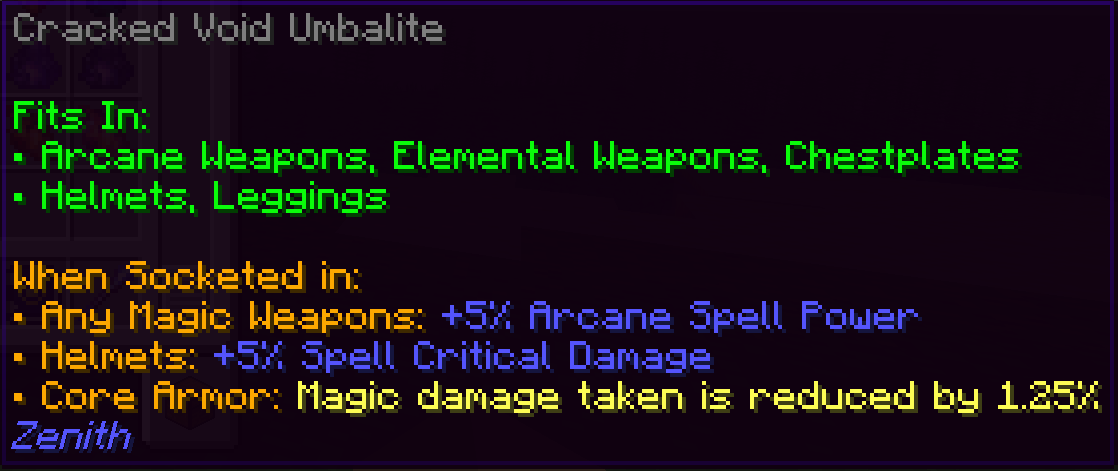 Cracked Void Umbalite
Fits In:
• Arcane Weapons, Elemental Weapons, Chestplates
• Helmets, Leggings
When Socketed in:
• Any Magic Weapons: +5% Arcane Spell Power
• Helmets: +5% Spell Critical Damage
• Core Armor: Magic damage taken is reduced by 1.25%
Zenith